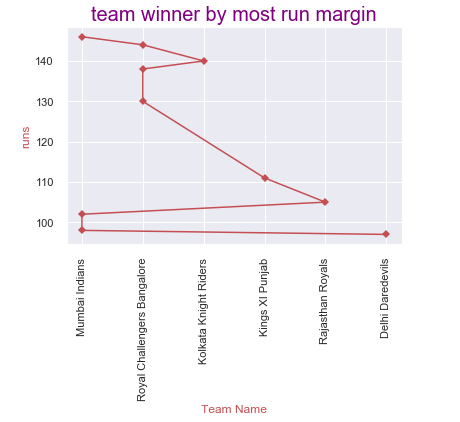 team winner by most run margin
140
130
120
110
100
runs
Mumbai Indians
Royal Challengers Bangalore
Kolkata Knight Riders
Kings XI Punjab
Rajasthan Royals
Delhi Daredevils
Team Name